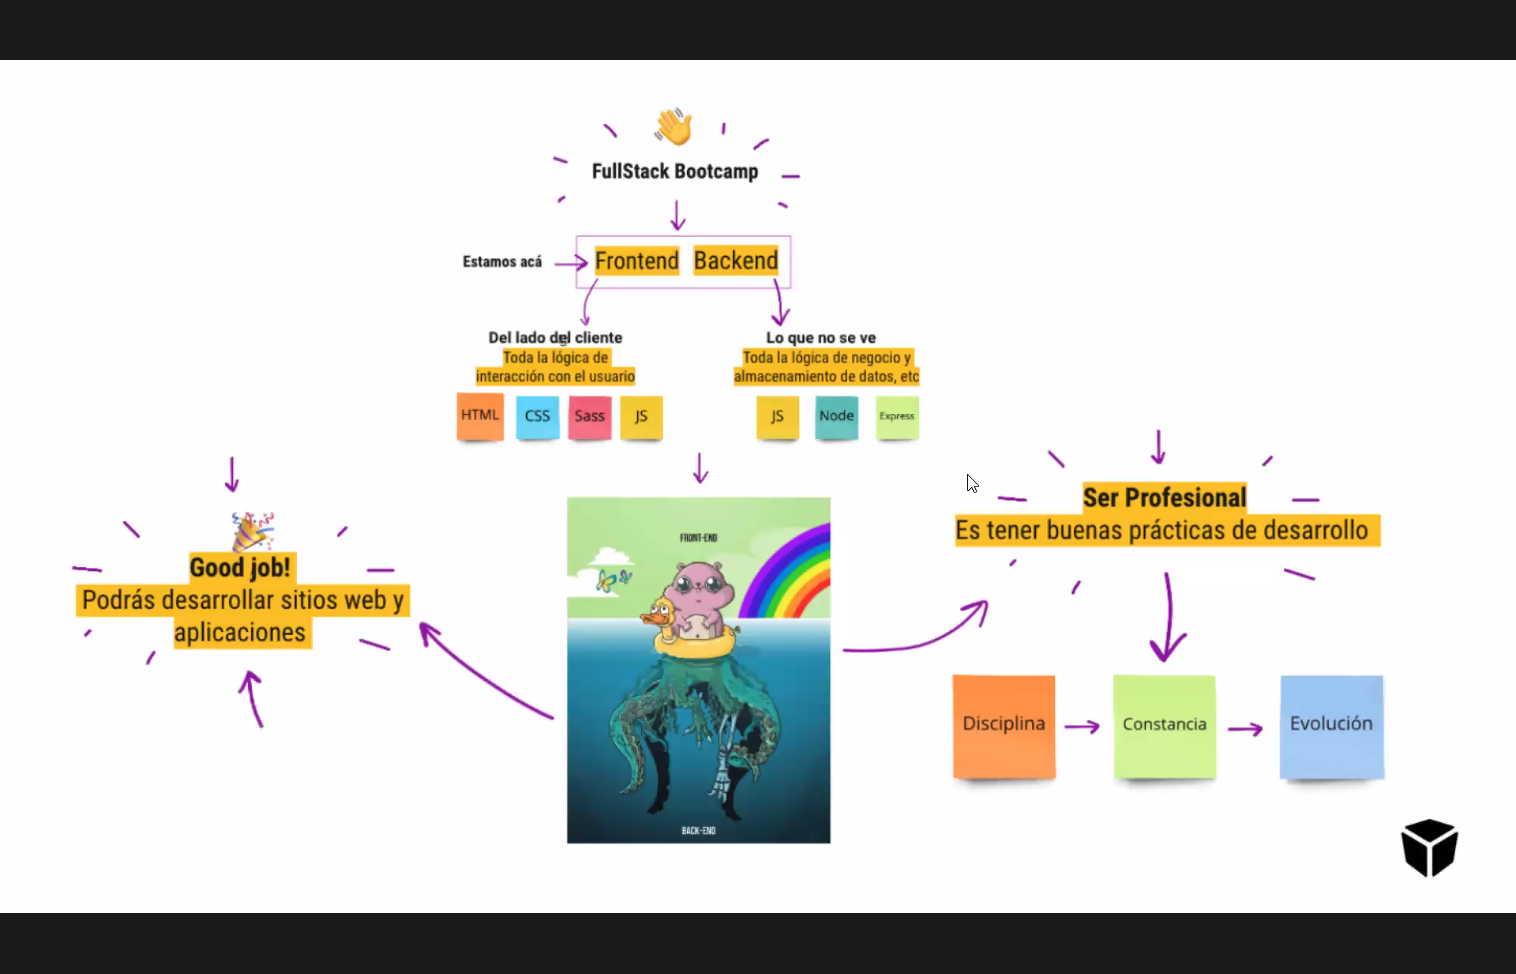 FullStack Bootcamp
Estamos acá
Frontend Backend
Del lado del cliente
Toda la lógica de
interacción con el usuario
HTML CSS Sass JS
Lo que no se ve
Toda la lógica de negocio y
almacenamiento de datos, etc
JS Node Express
Good job!
Podrás desarrollar sitios web y
aplicaciones
FRONT-END
BACK-END
Ser Profesional
Es tener buenas prácticas de desarrollo
Disciplina Constancia Evolución